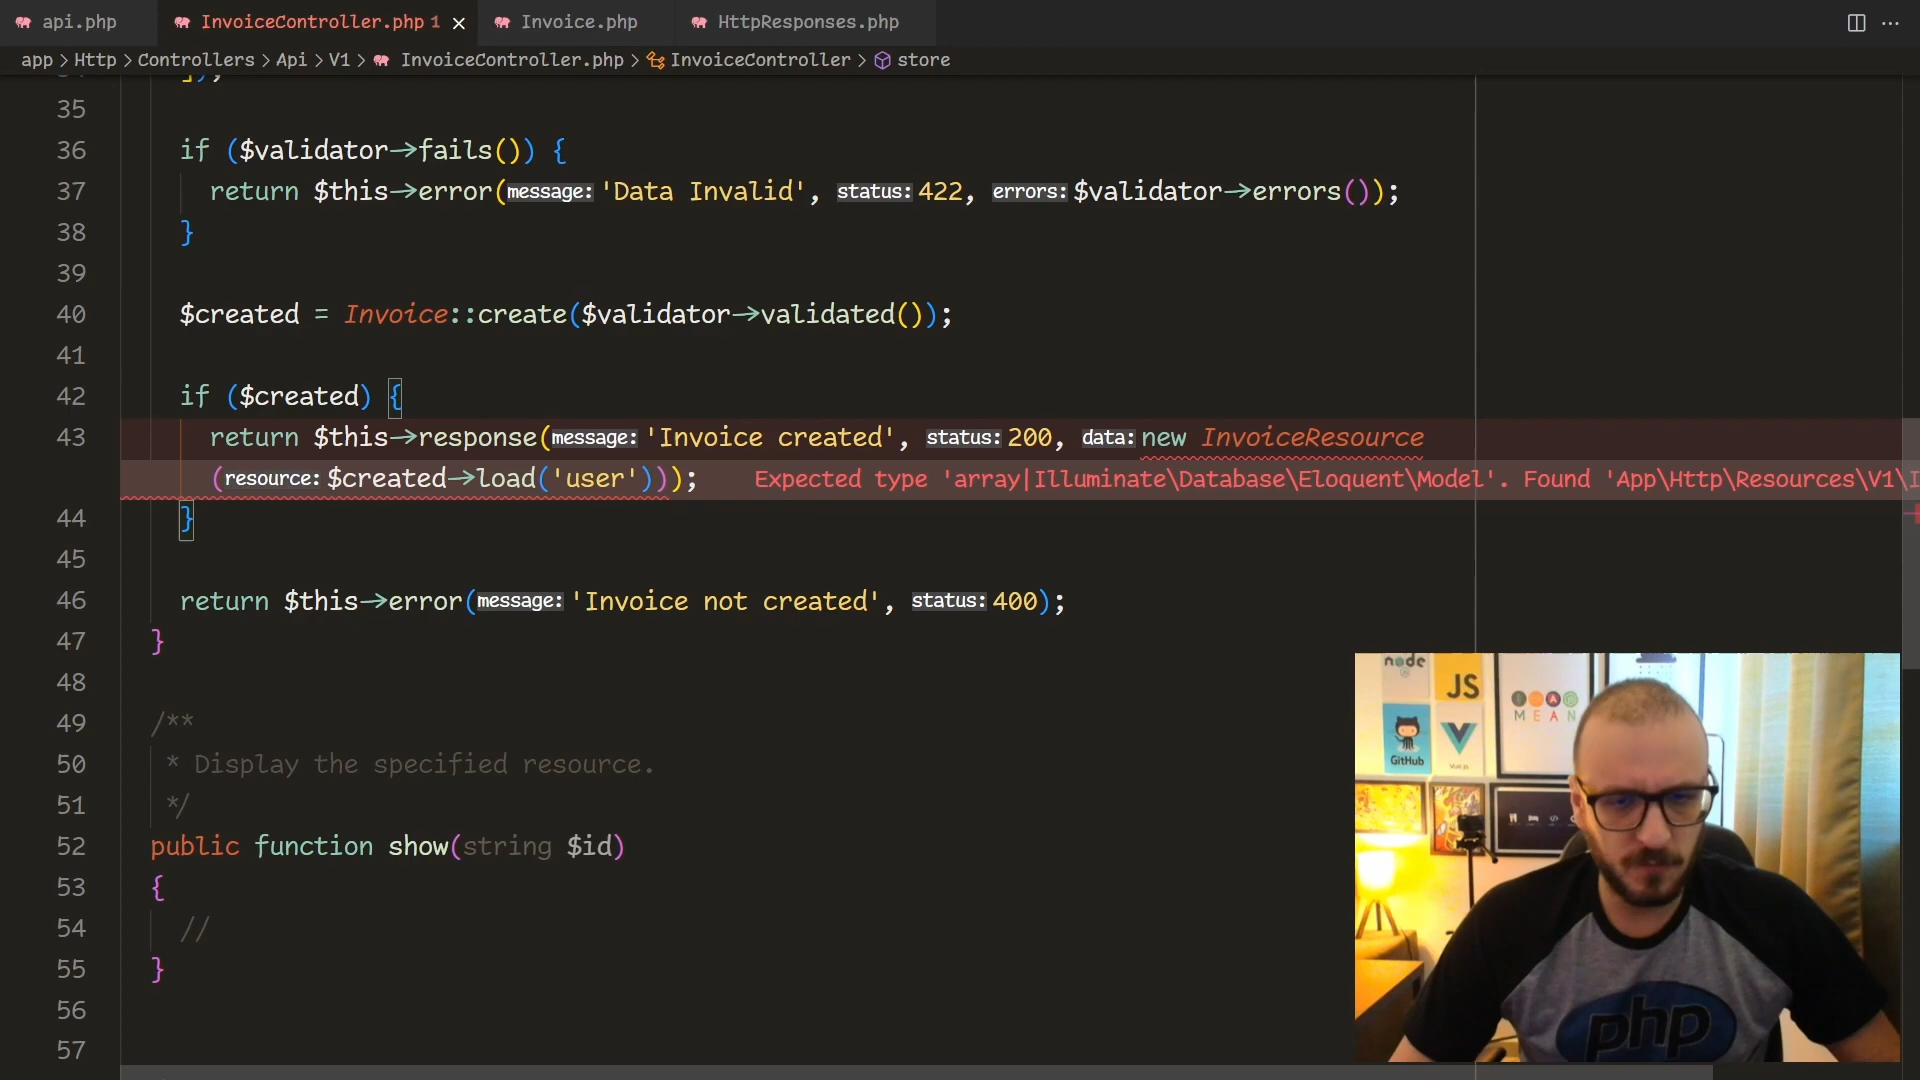 api.php InvoiceController.php 1 Invoice.php HttpResponses.php
app > Http > Controllers > Api > V1 > InvoiceController.php > InvoiceController > store
35
36 if ($validator->fails()) {
37 return $this->error(message: 'Data Invalid', status: 422, errors: $validator->errors());
38 }
39
40 $created = Invoice::create($validator->validated());
41
42 if ($created) {
43 return $this->response(message: 'Invoice created', status: 200, data: new InvoiceResource
(resource: $created->load('user'))); Expected type 'array|Illuminate\Database\Eloquent\Model'. Found 'App\Http\Resources\V1\I
44 }
45
46 return $this->error(message: 'Invoice not created', status: 400);
47 }
48
49 /**
50 * Display the specified resource.
51 */
52 public function show(string $id)
53 {
54 //
55 }
56
57
node
JS
MEAN
GitHub
php